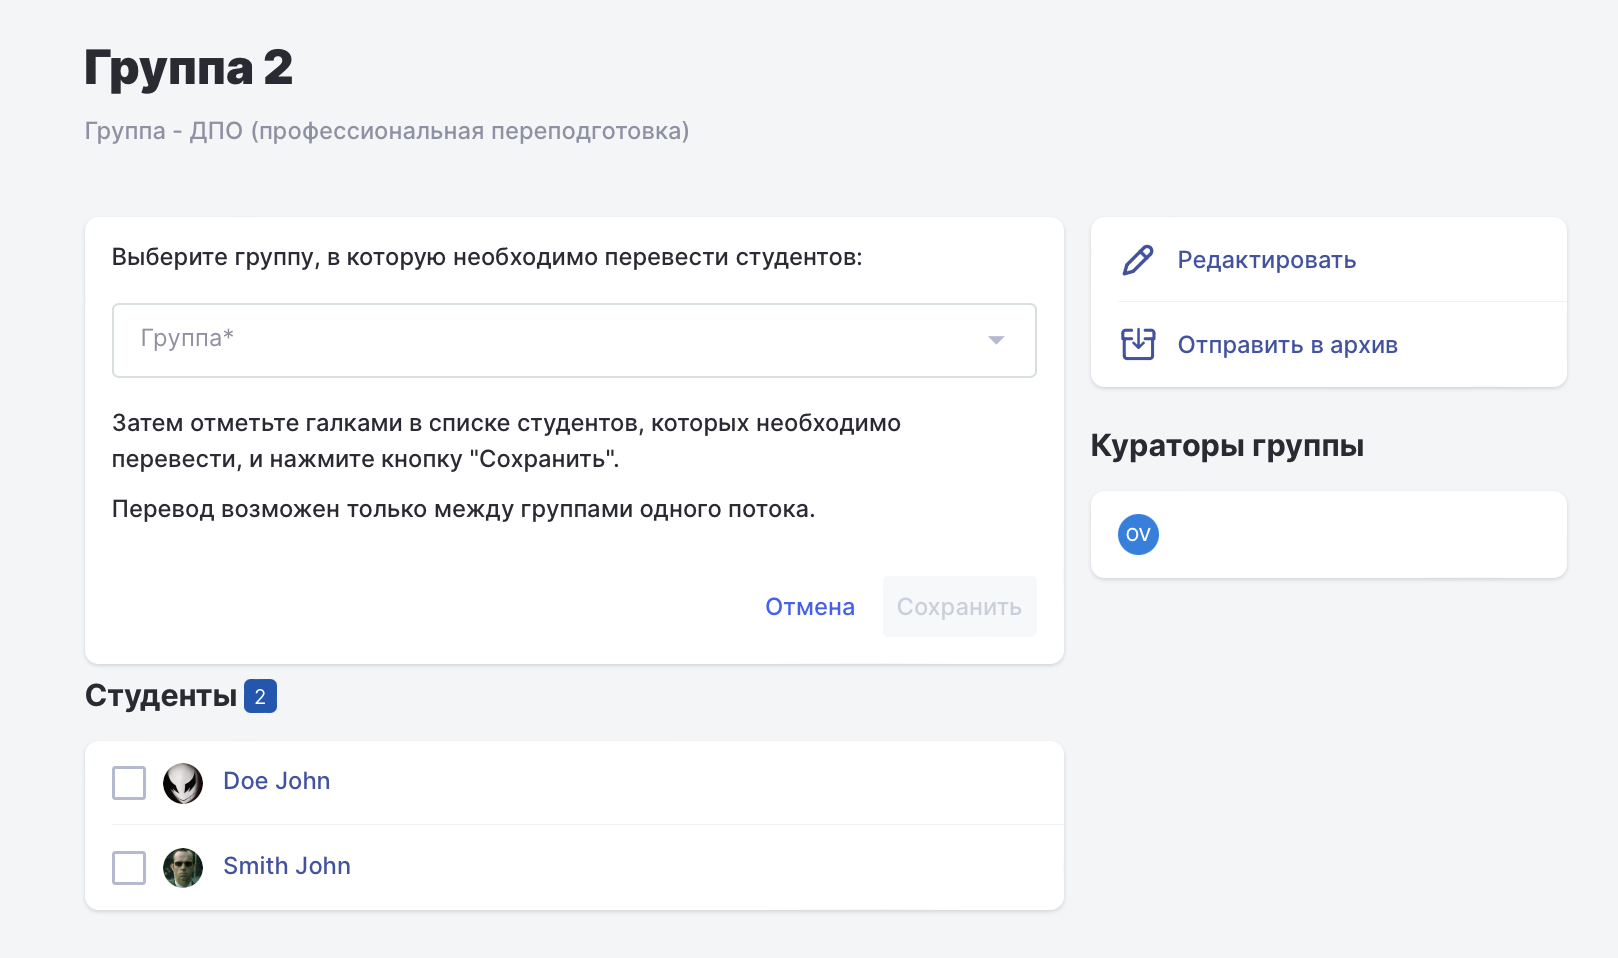 Группа 2
Группа - ДПО (профессиональная переподготовка)
Выберите группу, в которую необходимо перевести студентов:
Группа*
Затем отметьте галками в списке студентов, которых необходимо
перевести, и нажмите кнопку "Сохранить".
Перевод возможен только между группами одного потока.
Отмена
Сохранить
Студенты 2
Doe John
Smith John
Редактировать
Отправить в архив
Кураторы группы
OV